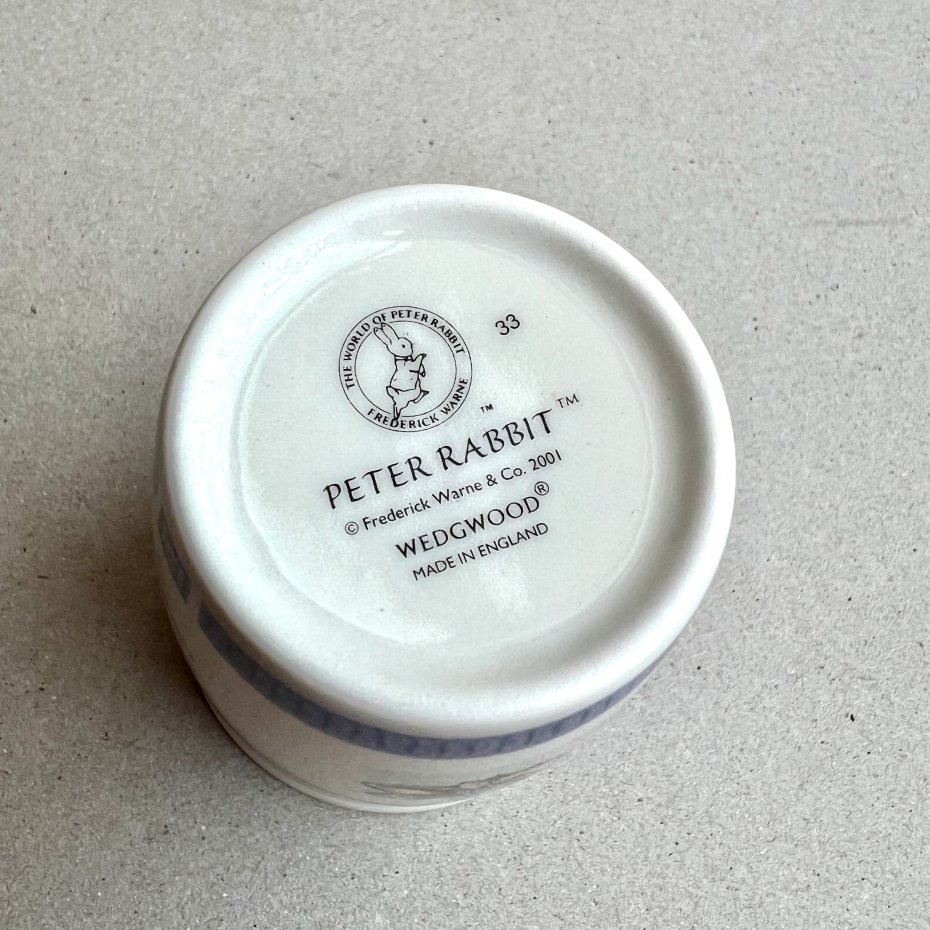 THE WORLD OF PETER RABBIT
FREDERICK WARNE
™
33
PETER RABBIT™
© Frederick Warne & Co. 2001
WEDGWOOD®
MADE IN ENGLAND